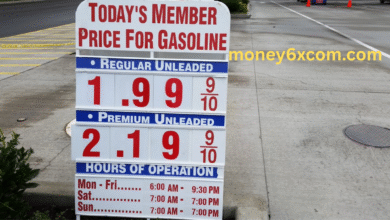 TODAY'S MEMBER
PRICE FOR GASOLINE
money6xcom.com
• REGULAR UNLEADED
1.99 9/10
• PREMIUM UNLEADED
2.19 9/10
HOURS OF OPERATION
Mon - Fri....... 6:00 AM - 9:30 PM
Sat............... 7:00 AM - 7:00 PM
Sun.............. 7:00 AM - 7:00 PM